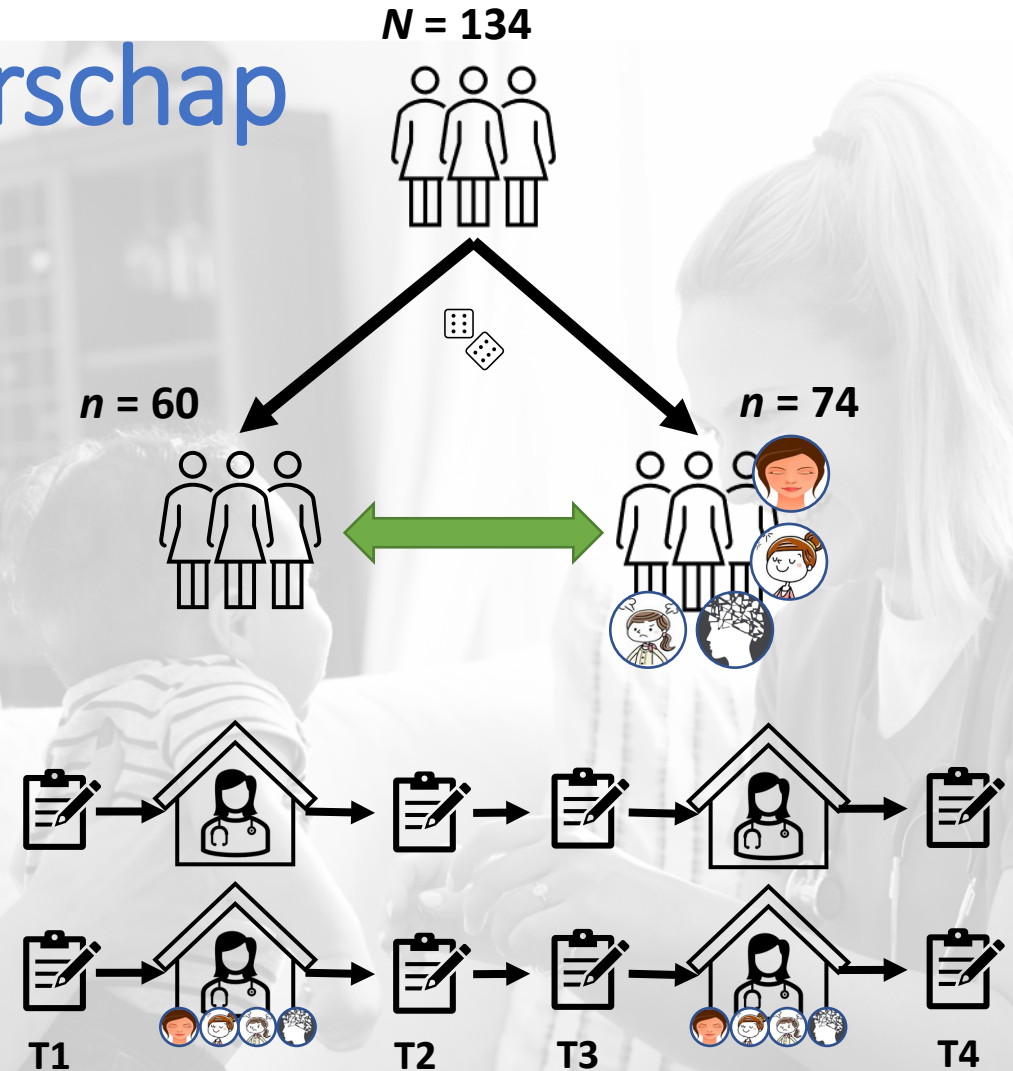 N = 134
rschap
n = 60
n = 74
T1
T2
T3
T4